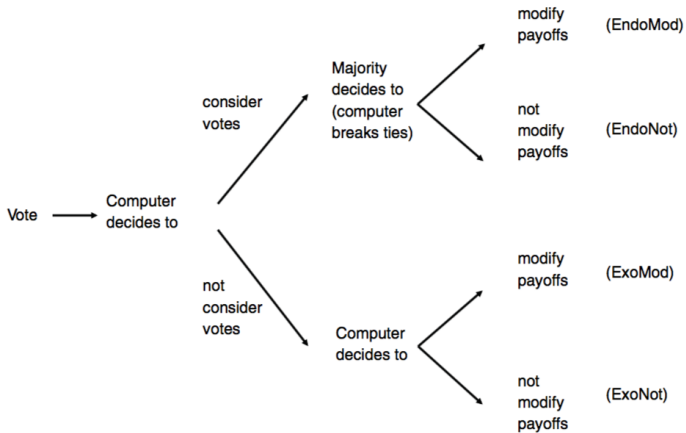 Vote
Computer
decides to
consider
votes
Majority
decides to
(computer
breaks ties)
modify
payoffs
(EndoMod)
not
modify
payoffs
(EndoNot)
not
consider
votes
Computer
decides to
modify
payoffs
(ExoMod)
not
modify
payoffs
(ExoNot)